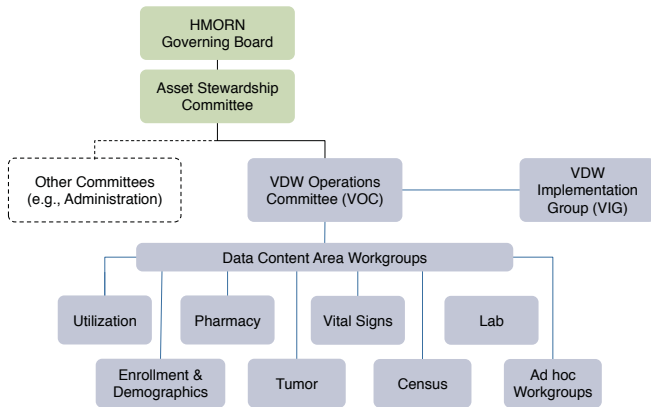 HMORN
Governing Board
Asset Stewardship
Committee
Other Committees
(e.g., Administration)
VDW Operations
Committee (VOC)
VDW
Implementation
Group (VIG)
Data Content Area Workgroups
Utilization
Pharmacy
Vital Signs
Lab
Enrollment &
Demographics
Tumor
Census
Ad hoc
Workgroups